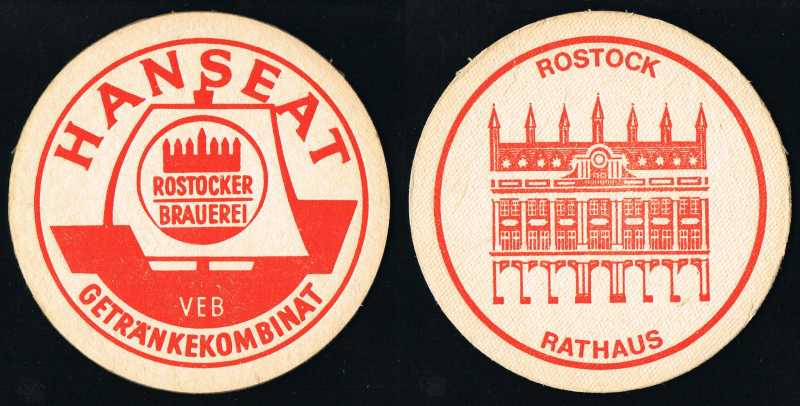 HANSEAT
ROSTOCKER
BRAUEREI
VEB
GETRÄNKEKOMBINAT
ROSTOCK
RATHAUS